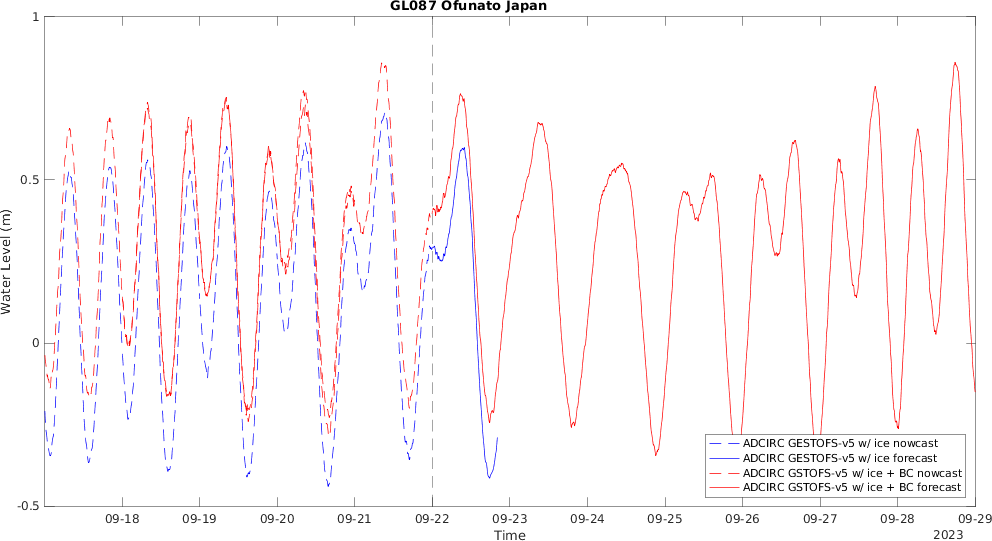 GL087 Ofunato Japan
1
0.5
0
-0.5
Water Level (m)
09-18 09-19 09-20 09-21 09-22 09-23 09-24 09-25 09-26 09-27 09-28 09-29
Time
2023
ADCIRC GESTOFS-v5 w/ ice nowcast
ADCIRC GESTOFS-v5 w/ ice forecast
ADCIRC GSTOFS-v5 w/ ice + BC nowcast
ADCIRC GSTOFS-v5 w/ ice + BC forecast